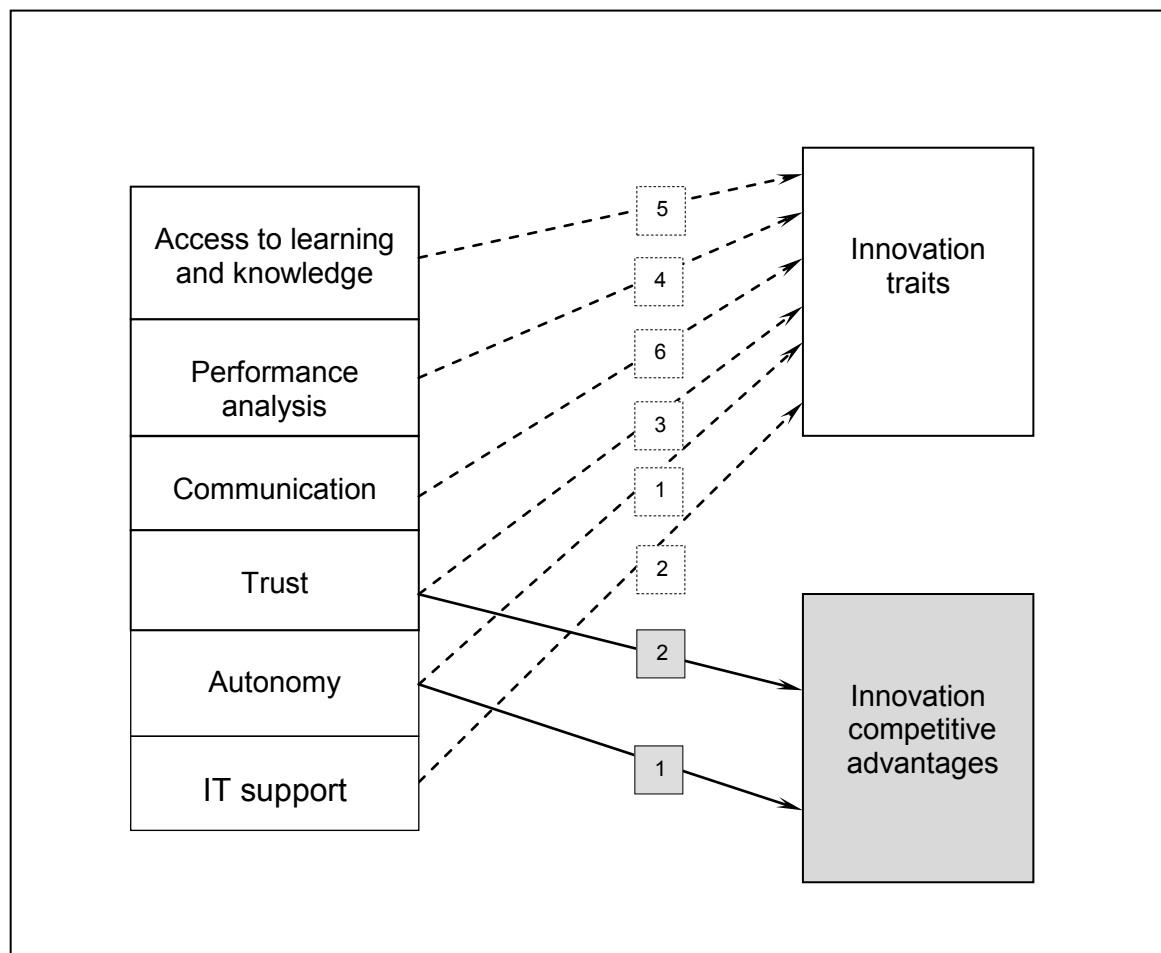 Access to learning
and knowledge
Performance
analysis
Communication
Trust
Autonomy
IT support
5
4
6
3
1
2
2
1
Innovation
traits
Innovation
competitive
advantages